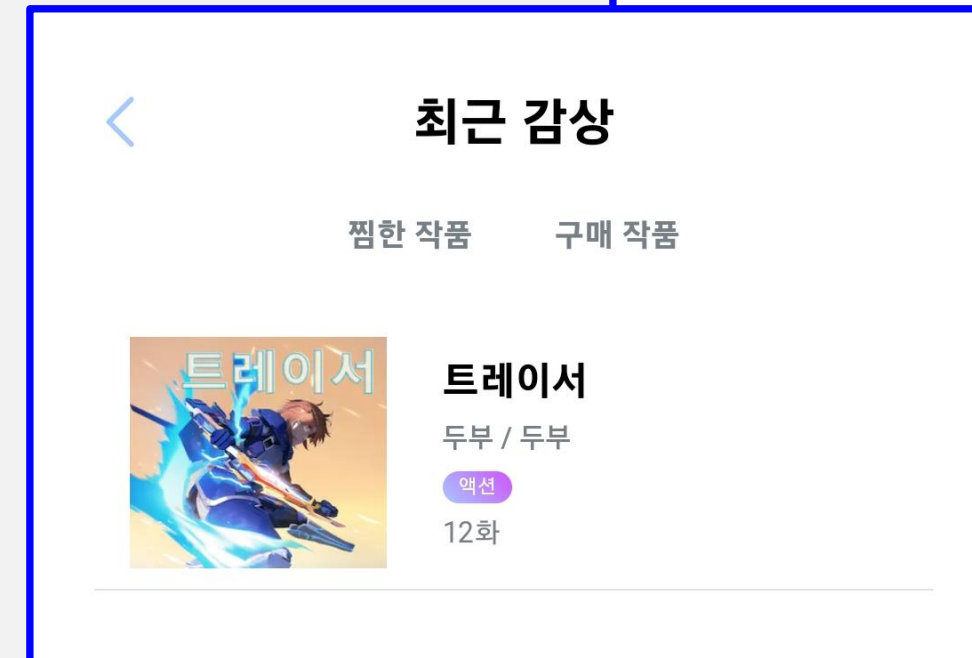 최근 감상
찜한 작품 구매 작품
트레이서
트레이서
두부 / 두부
액션
12화